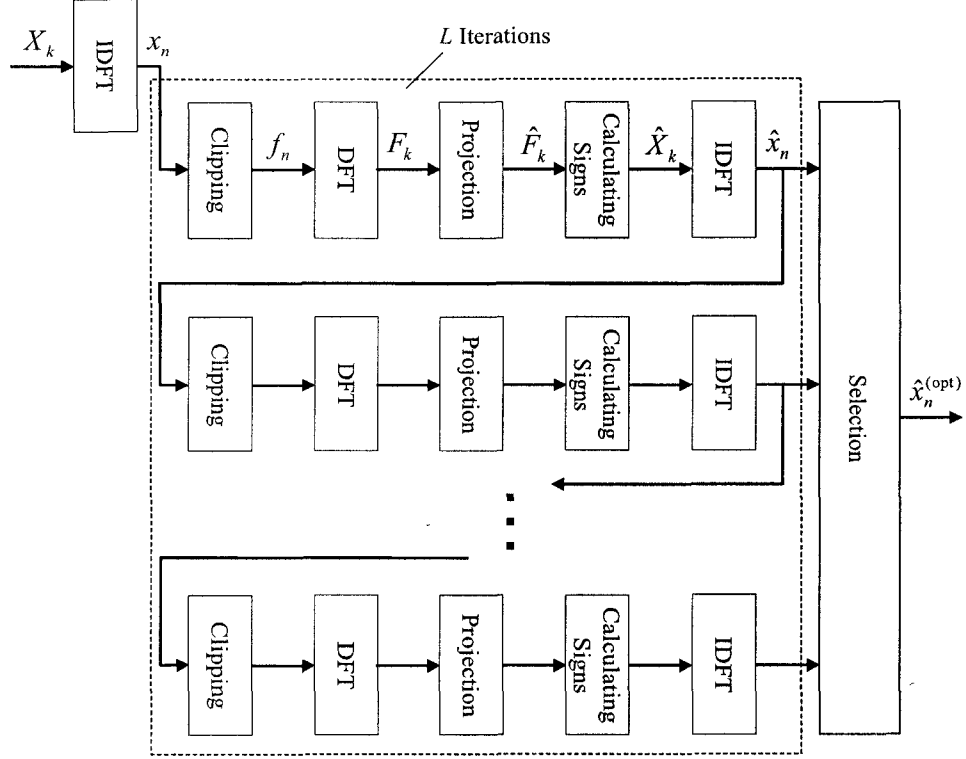 L Iterations
X_k
IDFT
x_n
Clipping
f_n
DFT
F_k
Projection
F̂_k
Calculating
Signs
X̂_k
IDFT
x̂_n
Clipping
DFT
Projection
Calculating
Signs
IDFT
Selection
x̂_n^(opt)
Clipping
DFT
Projection
Calculating
Signs
IDFT